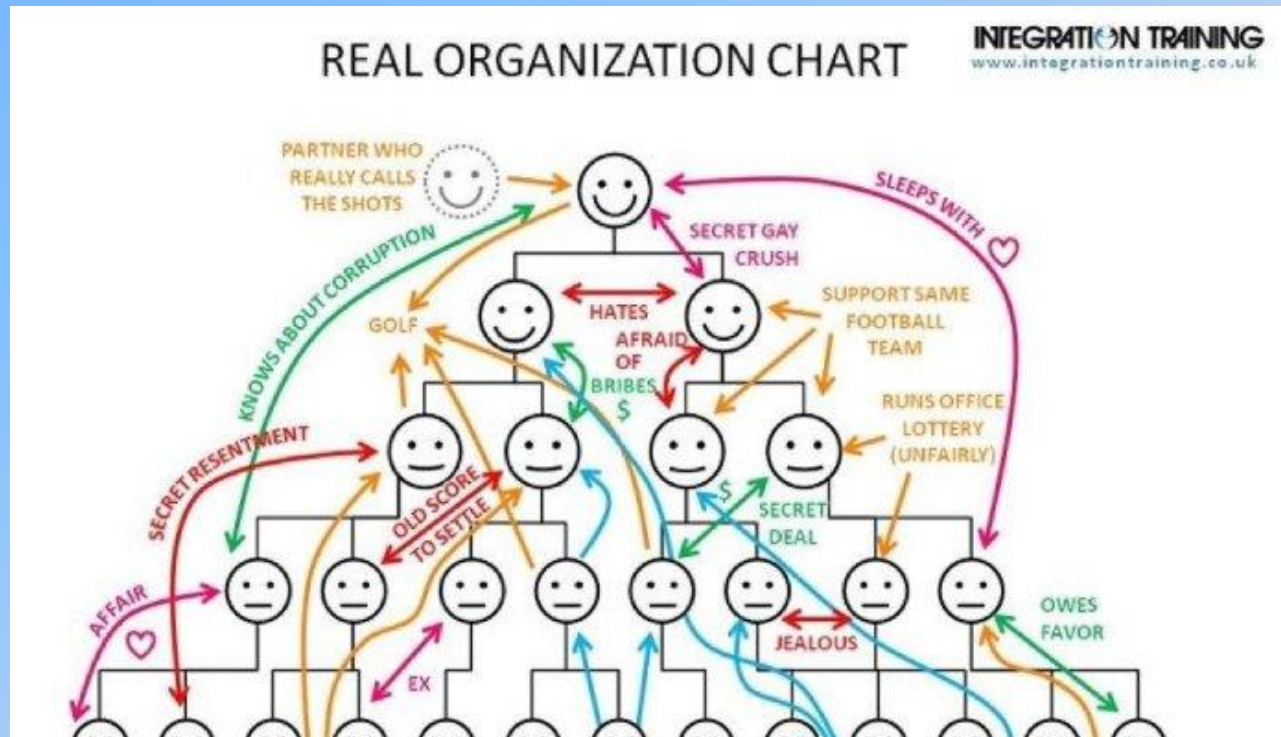 REAL ORGANIZATION CHART
INTEGRATION TRAINING
www.integrationtraining.co.uk
PARTNER WHO
REALLY CALLS
THE SHOTS
SLEEPS WITH
SECRET GAY
CRUSH
KNOWS ABOUT CORRUPTION
GOLF
HATES
SUPPORT SAME
FOOTBALL
TEAM
AFRAID
OF
BRIBES
$
RUNS OFFICE
LOTTERY
(UNFAIRLY)
SECRET RESENTMENT
OLD SCORE
TO SETTLE
$
SECRET
DEAL
AFFAIR
JEALOUS
OWES
FAVOR
EX